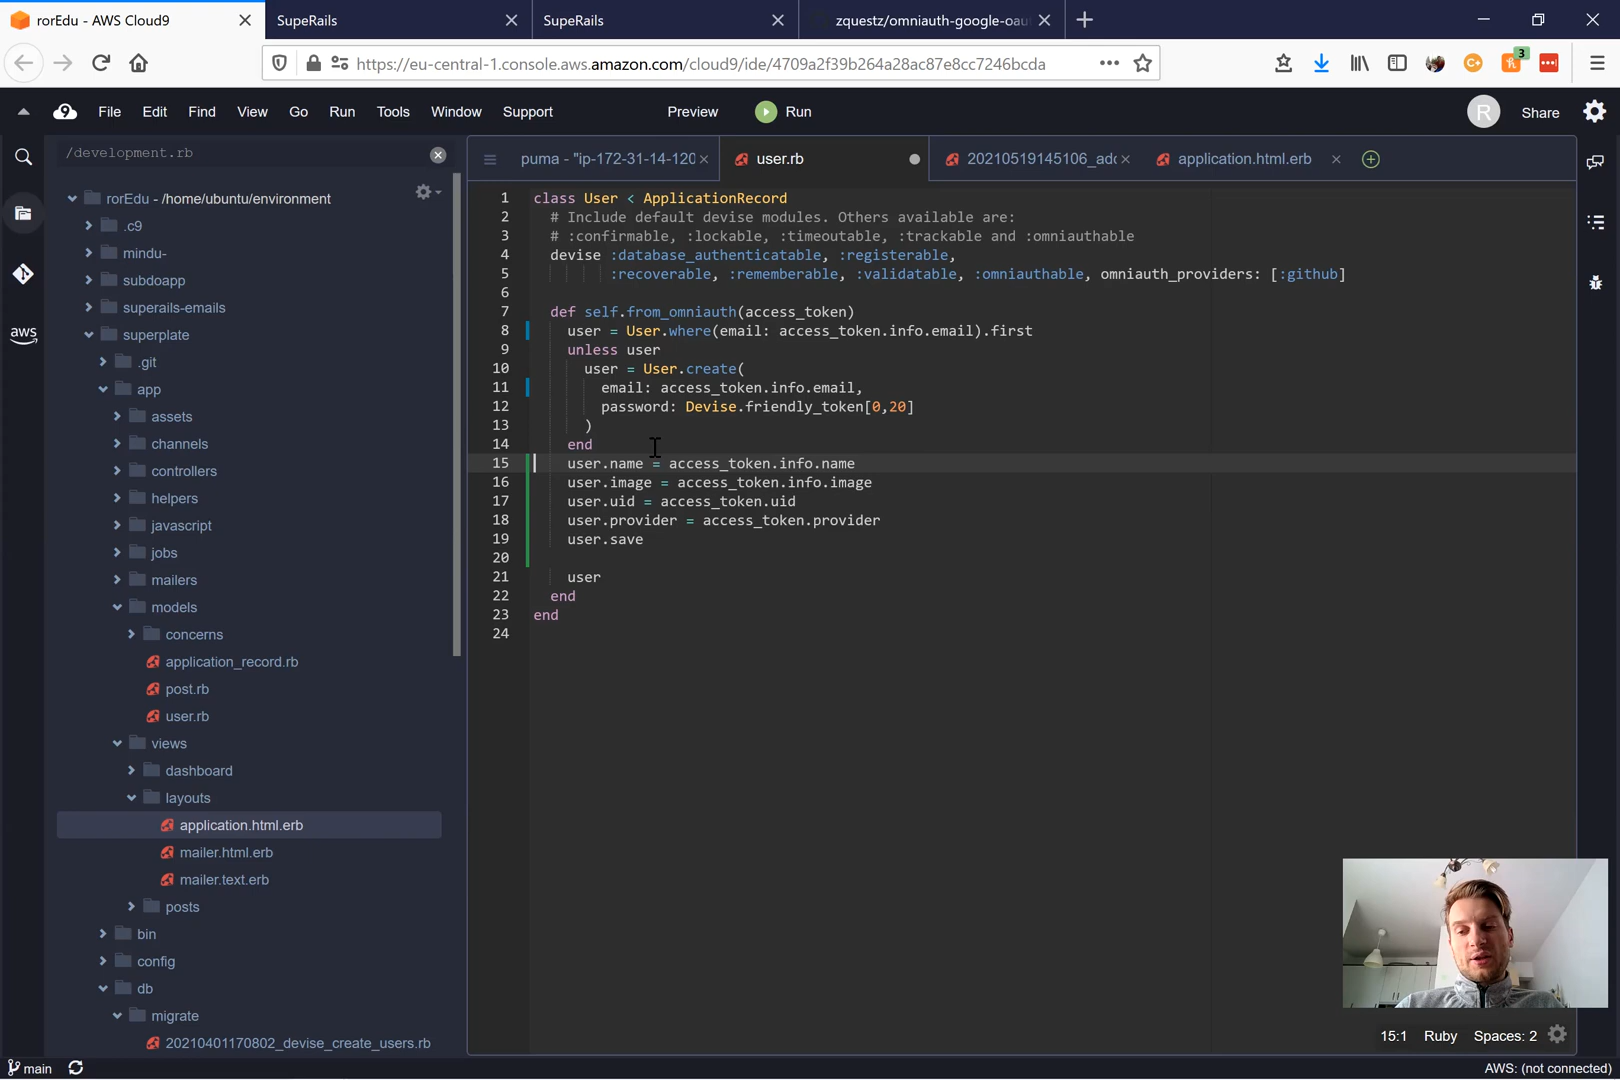 rorEdu - AWS Cloud9
SupeRails
SupeRails
zquestz/omniauth-google-oau
https://eu-central-1.console.aws.amazon.com/cloud9/ide/4709a2f39b264a28ac87e8cc7246bcda
3
File Edit Find View Go Run Tools Window Support Preview Run R Share
/development.rb
puma - "ip-172-31-14-120
user.rb
20210519145106_add
application.html.erb
aws
rorEdu - /home/ubuntu/environment
.c9
mindu-
subdoapp
superails-emails
superplate
.git
app
assets
channels
controllers
helpers
javascript
jobs
mailers
models
concerns
application_record.rb
post.rb
user.rb
views
dashboard
layouts
application.html.erb
mailer.html.erb
mailer.text.erb
posts
bin
config
db
migrate
20210401170802_devise_create_users.rb
1 class User < ApplicationRecord
2 # Include default devise modules. Others available are:
3 # :confirmable, :lockable, :timeoutable, :trackable and :omniauthable
4 devise :database_authenticatable, :registerable,
5 :recoverable, :rememberable, :validatable, :omniauthable, omniauth_providers: [:github]
6
7 def self.from_omniauth(access_token)
8 user = User.where(email: access_token.info.email).first
9 unless user
10 user = User.create(
11 email: access_token.info.email,
12 password: Devise.friendly_token[0,20]
13 )
14 end
15 user.name = access_token.info.name
16 user.image = access_token.info.image
17 user.uid = access_token.uid
18 user.provider = access_token.provider
19 user.save
20
21 user
22 end
23 end
24
15:1 Ruby Spaces: 2
main
AWS: (not connected)